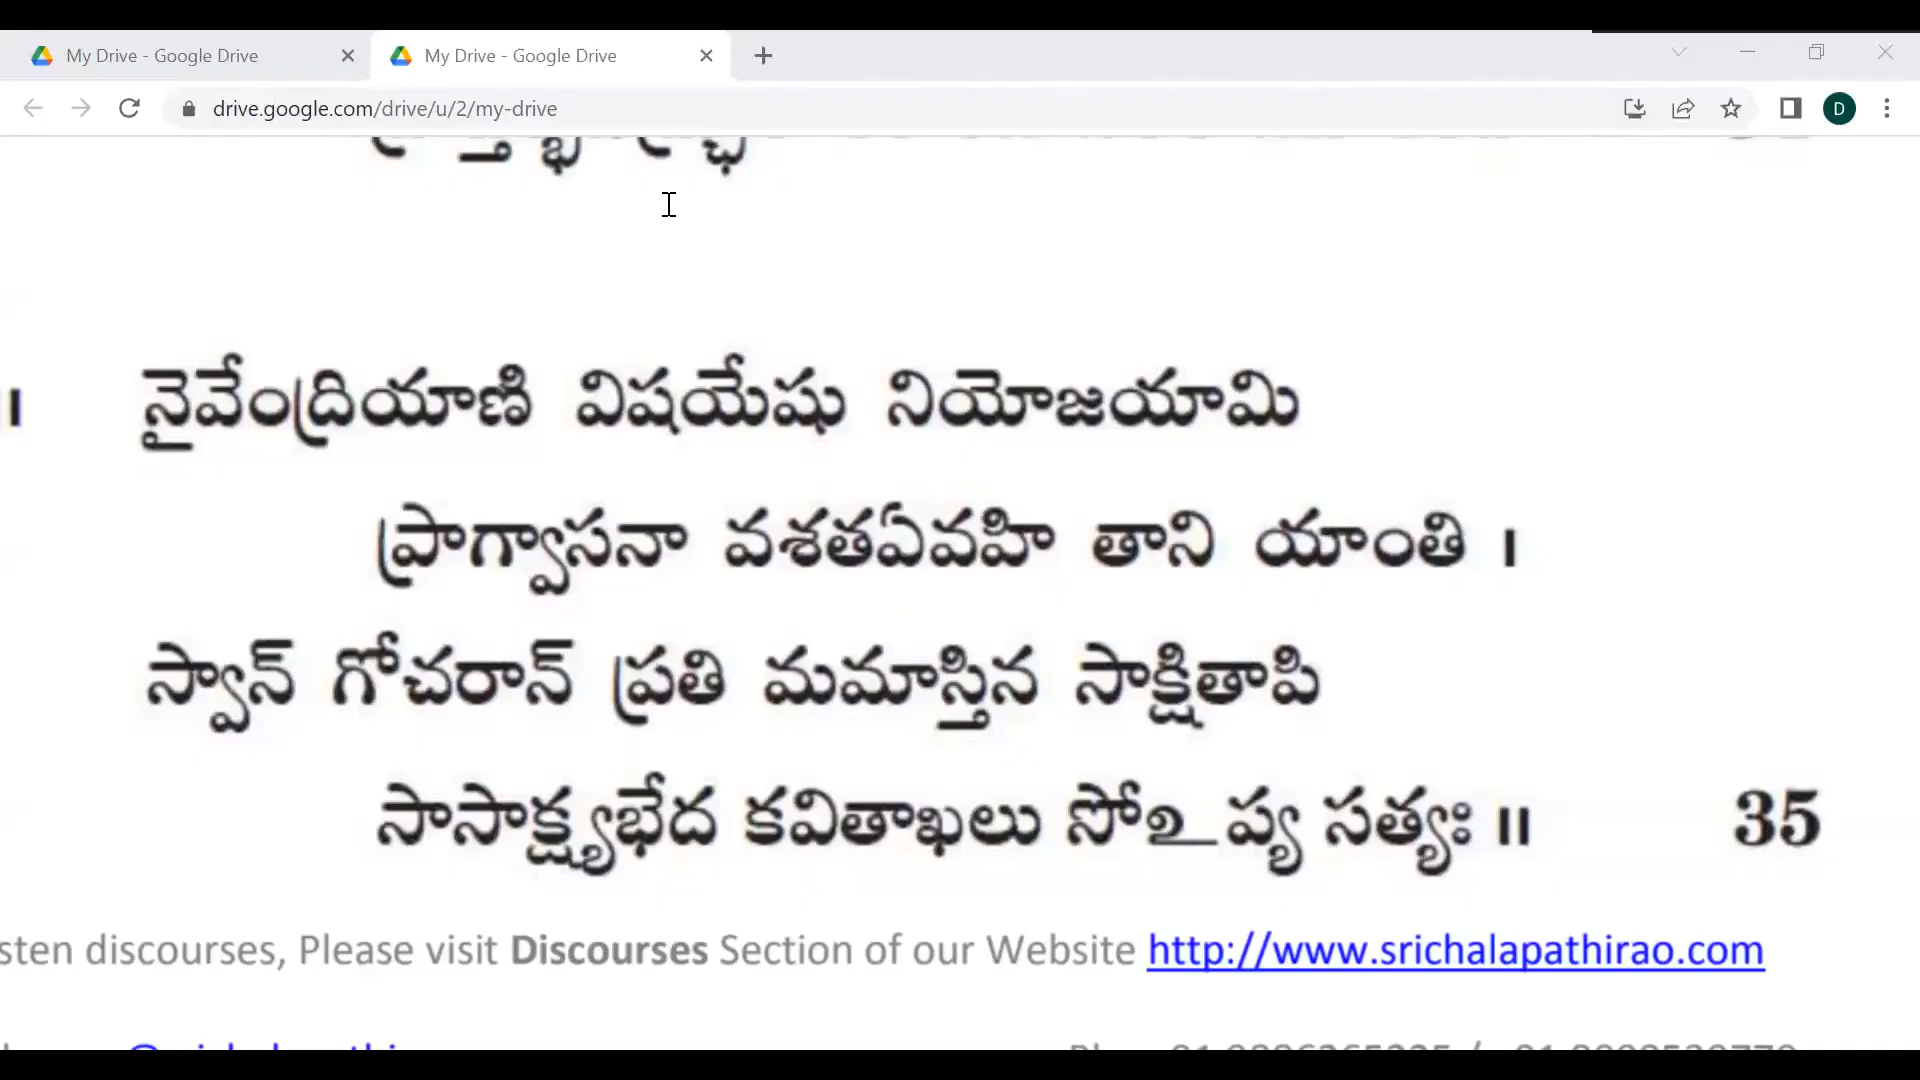 My Drive - Google Drive
My Drive - Google Drive
drive.google.com/drive/u/2/my-drive
D
। నైవేంద్రియాణి విషయేషు నియోజయామి
ప్రాగ్వాసనా వశతఏవహి తాని యాంతి ।
స్వాన్ గోచరాన్ ప్రతి మమాస్తిన సాక్షితాపి
సాసాక్ష్యభేద కవితాఖలు సోఽప్య సత్యః ॥ 35
sten discourses, Please visit Discourses Section of our Website http://www.srichalapathirao.com